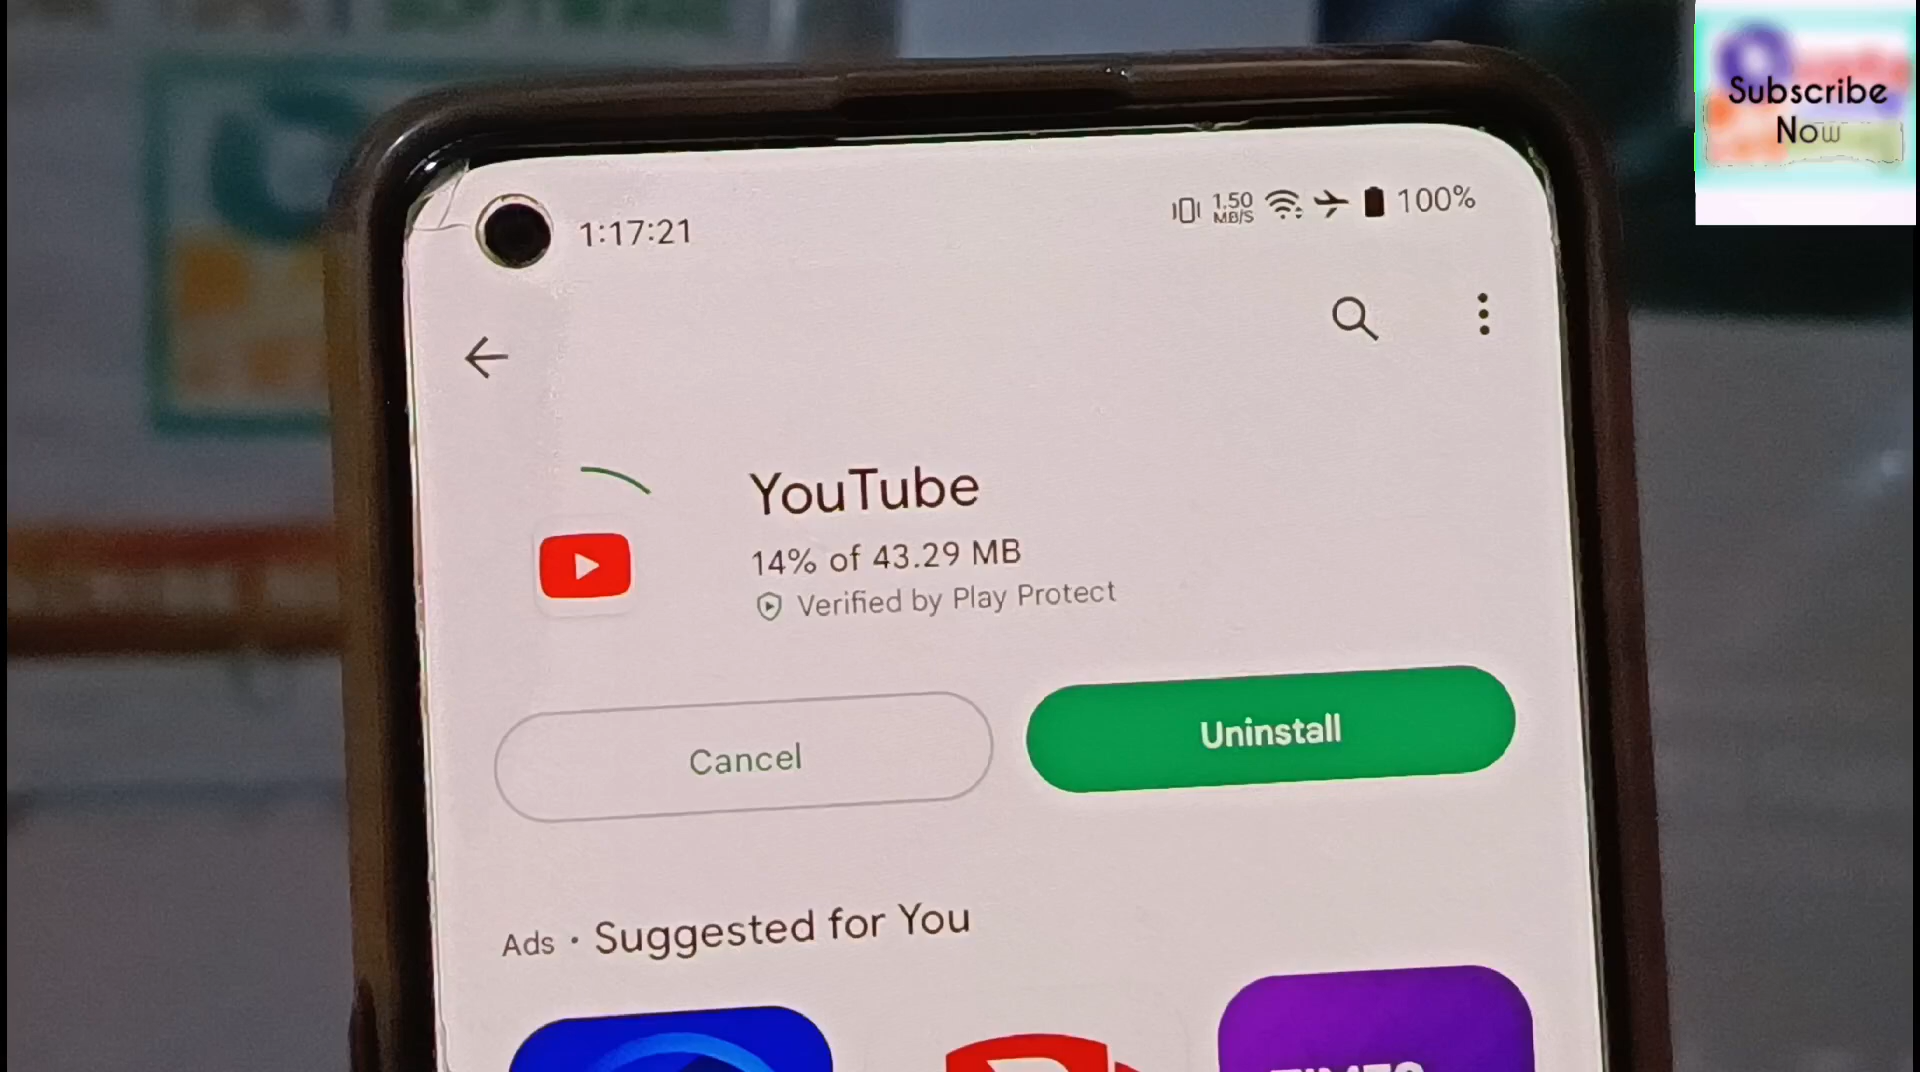 Subscribe
Now
1:17:21
1.50
MB/S
100%
YouTube
14% of 43.29 MB
Verified by Play Protect
Cancel
Uninstall
Ads • Suggested for You